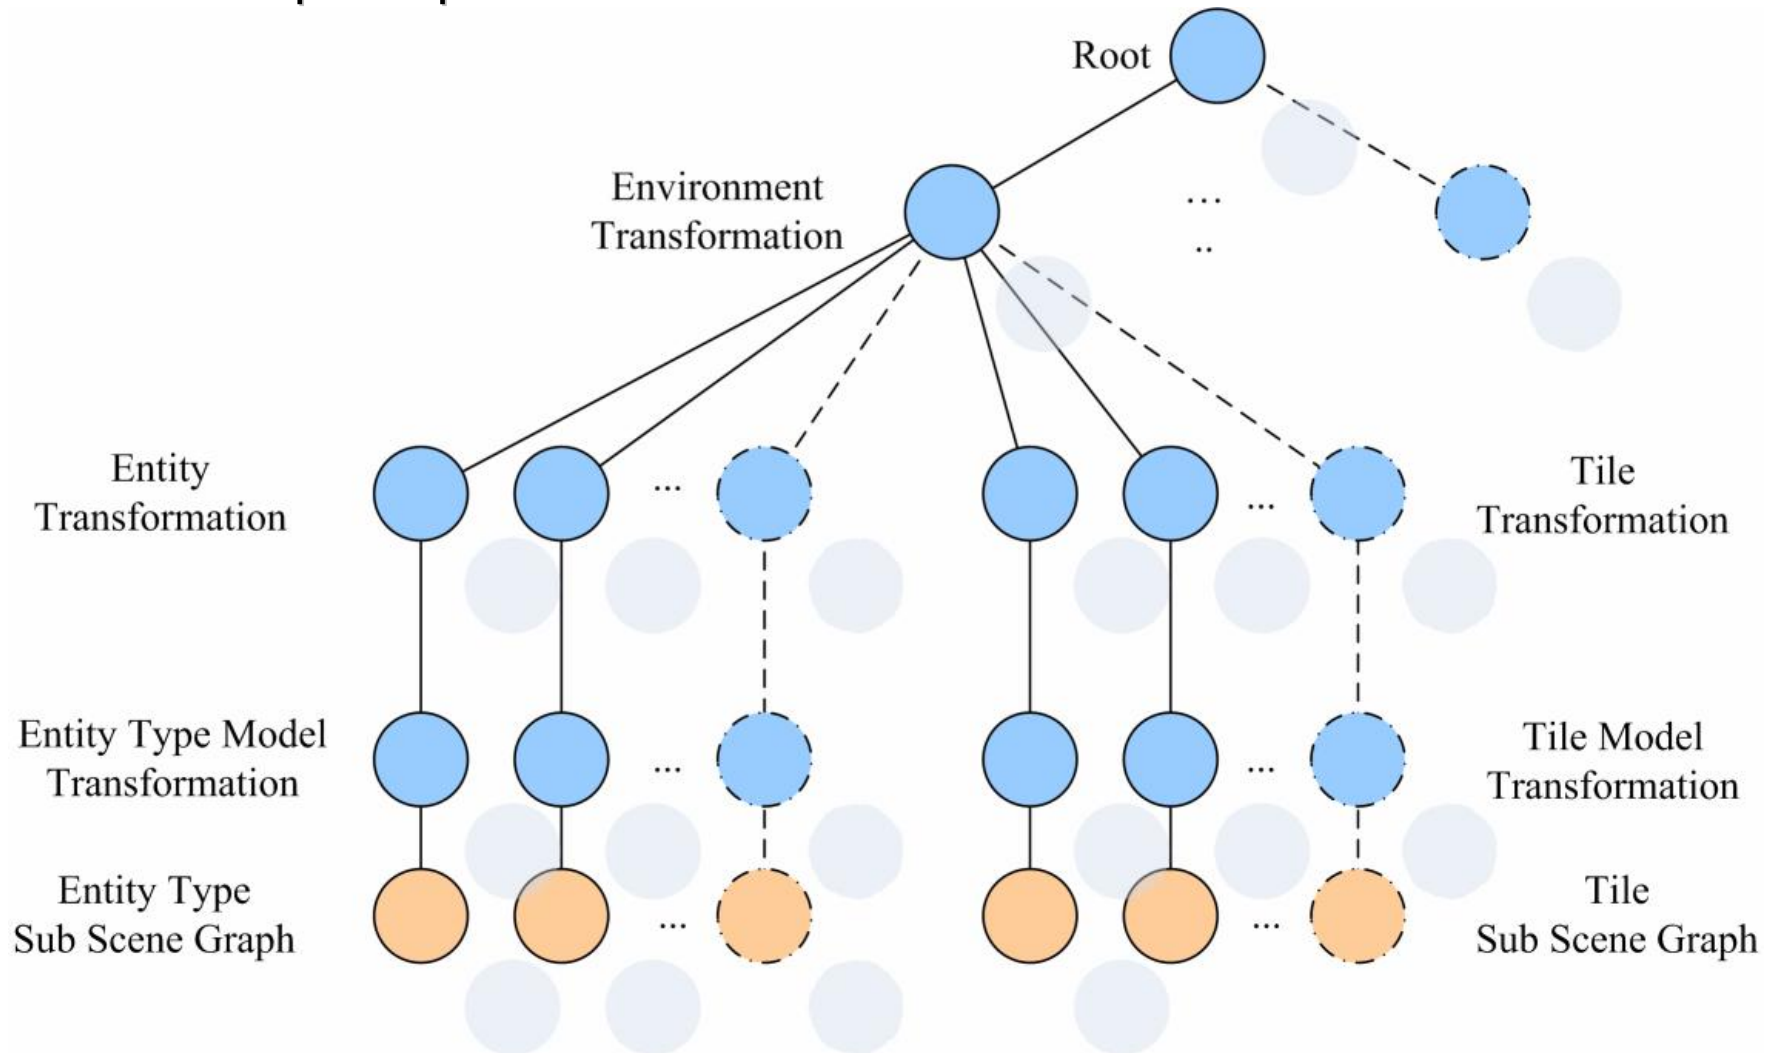 Root
Environment
Transformation
...
..
Entity
Transformation
...
...
Tile
Transformation
Entity Type Model
Transformation
...
...
Tile Model
Transformation
Entity Type
Sub Scene Graph
...
...
Tile
Sub Scene Graph